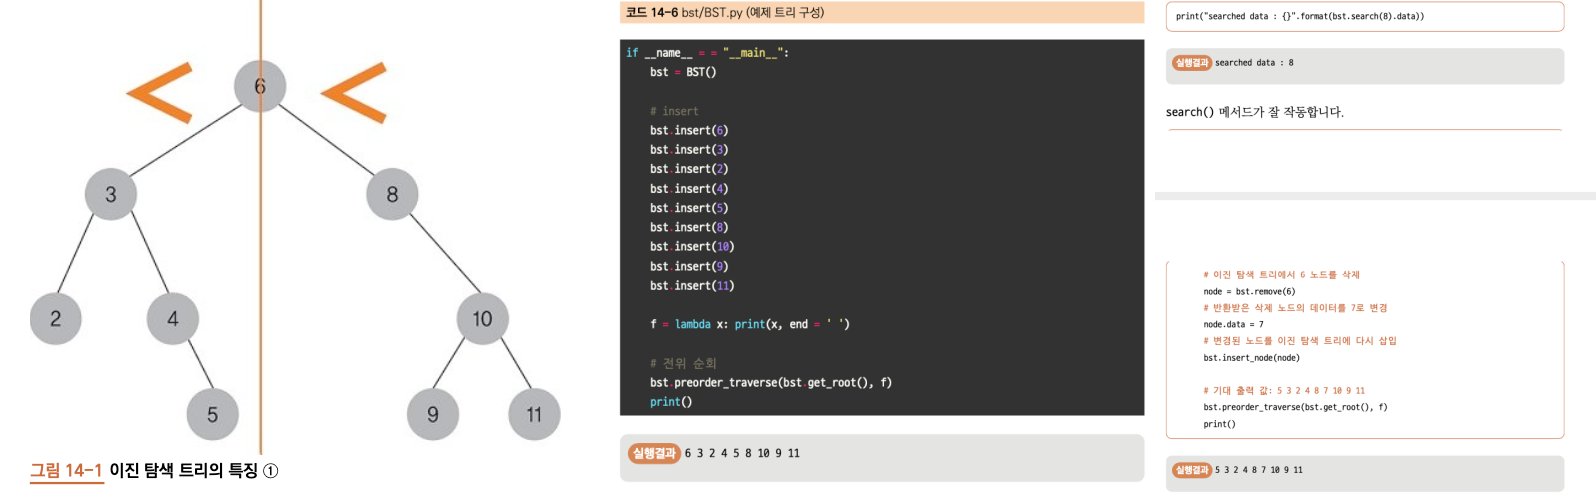 6
3
8
2
4
10
5
9
11
그림 14-1 이진 탐색 트리의 특징 ①
코드 14-6 bst/BST.py (예제 트리 구성)
if __name__ = = "__main__":
bst = BST()
# insert
bst.insert(6)
bst.insert(3)
bst.insert(2)
bst.insert(4)
bst.insert(5)
bst.insert(8)
bst.insert(10)
bst.insert(9)
bst.insert(11)
f = lambda x: print(x, end = ' ')
# 전위 순회
bst.preorder_traverse(bst.get_root(), f)
print()
실행결과 6 3 2 4 5 8 10 9 11
print("searched data : {}".format(bst.search(8).data))
실행결과 searched data : 8
search() 메서드가 잘 작동합니다.
# 이진 탐색 트리에서 6 노드를 삭제
node = bst.remove(6)
# 반환받은 삭제 노드의 데이터를 7로 변경
node.data = 7
# 변경된 노드를 이진 탐색 트리에 다시 삽입
bst.insert_node(node)
# 기대 출력 값: 5 3 2 4 8 7 10 9 11
bst.preorder_traverse(bst.get_root(), f)
print()
실행결과 5 3 2 4 8 7 10 9 11